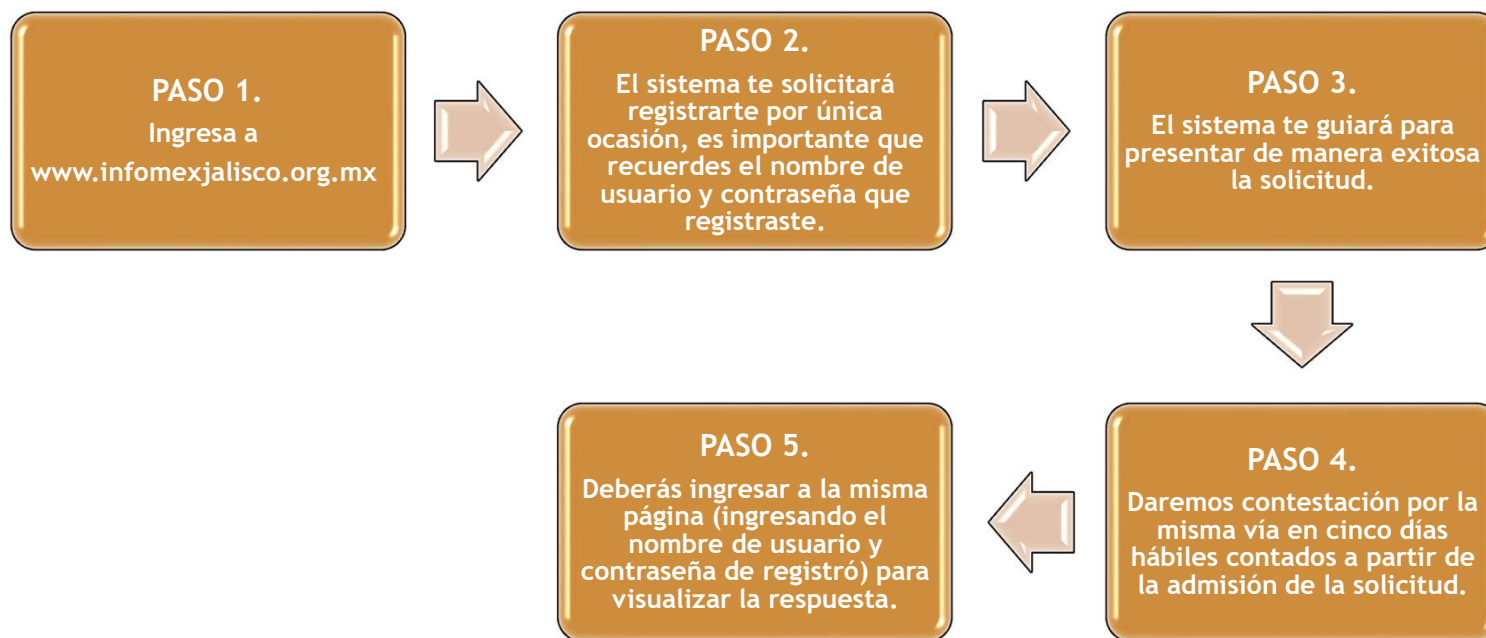 PASO 1.
Ingresa a
www.infomexjalisco.org.mx
PASO 2.
El sistema te solicitará
registrarte por única
ocasión, es importante que
recuerdes el nombre de
usuario y contraseña que
registraste.
PASO 3.
El sistema te guiará para
presentar de manera exitosa
la solicitud.
PASO 4.
Daremos contestación por la
misma vía en cinco días
hábiles contados a partir de
la admisión de la solicitud.
PASO 5.
Deberás ingresar a la misma
página (ingresando el
nombre de usuario y
contraseña de registró) para
visualizar la respuesta.